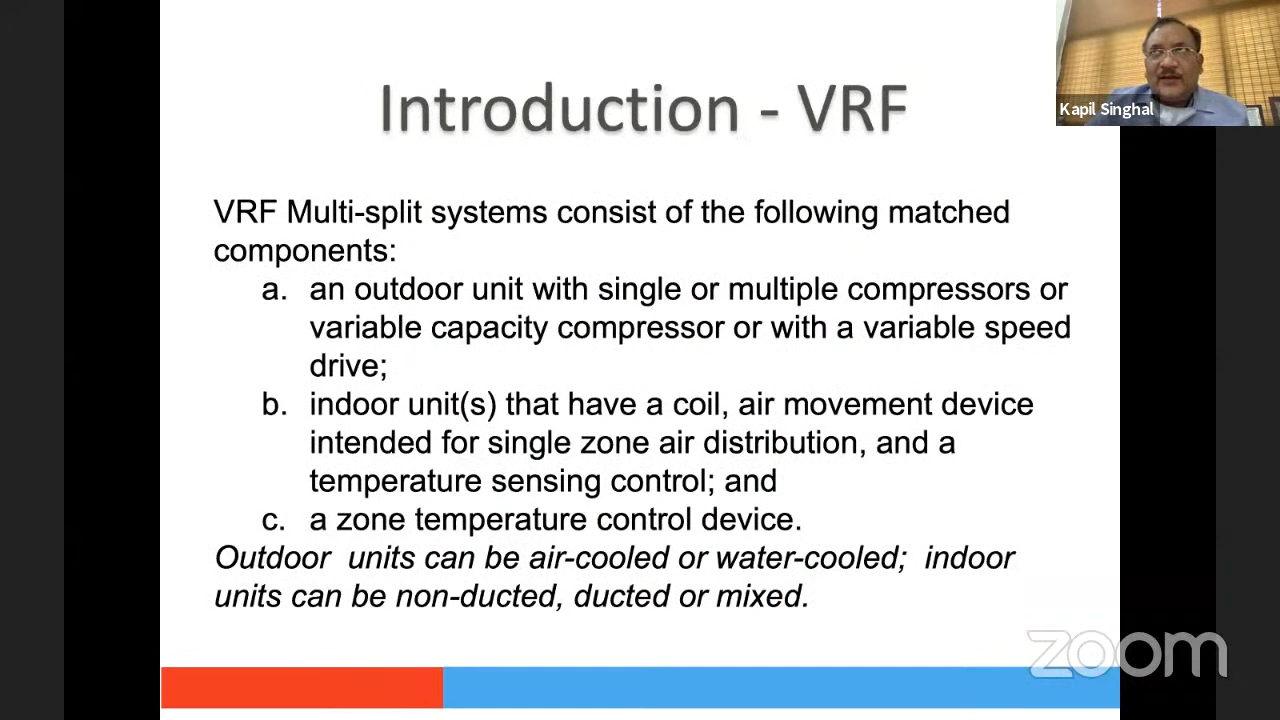 Introduction - VRF
Kapil Singhal
VRF Multi-split systems consist of the following matched
components:
a. an outdoor unit with single or multiple compressors or
variable capacity compressor or with a variable speed
drive;
b. indoor unit(s) that have a coil, air movement device
intended for single zone air distribution, and a
temperature sensing control; and
c. a zone temperature control device.
Outdoor units can be air-cooled or water-cooled; indoor
units can be non-ducted, ducted or mixed.
zoom